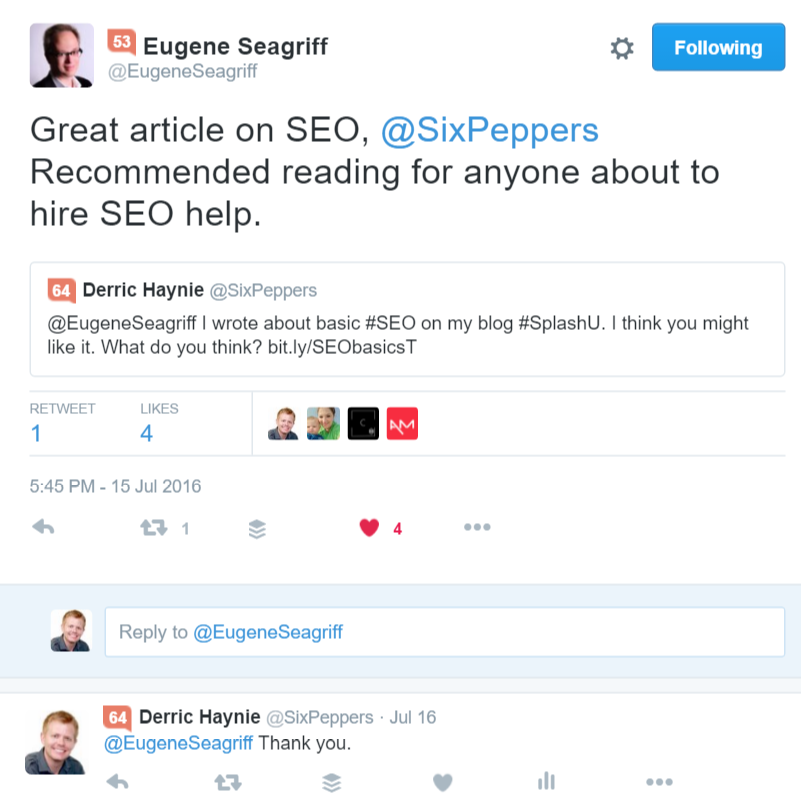 53 Eugene Seagriff
@EugeneSeagriff
Following
Great article on SEO, @SixPeppers
Recommended reading for anyone about to
hire SEO help.
64 Derric Haynie @SixPeppers
@EugeneSeagriff I wrote about basic #SEO on my blog #SplashU. I think you might
like it. What do you think? bit.ly/SEObasicsT
RETWEET LIKES
1 4
AM
5:45 PM - 15 Jul 2016
1 4
Reply to @EugeneSeagriff
64 Derric Haynie @SixPeppers · Jul 16
@EugeneSeagriff Thank you.